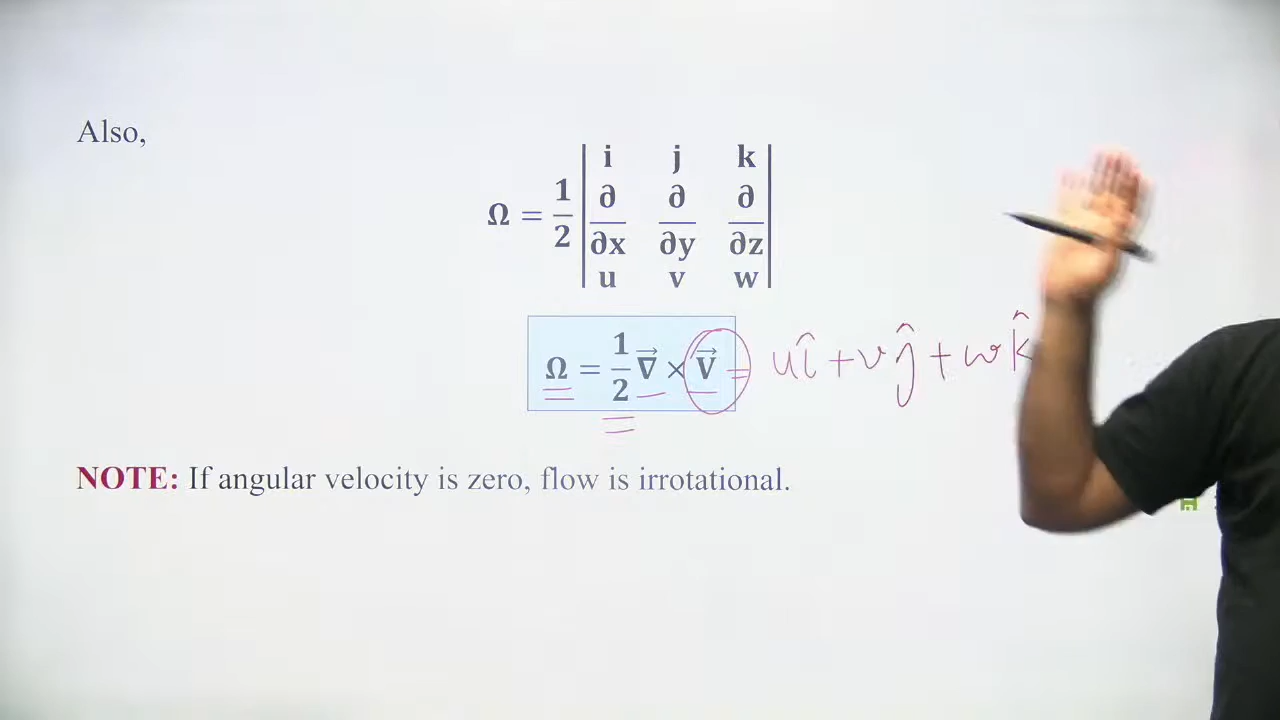 Also,
i j k
Ω = 1/2 | ∂/∂x ∂/∂y ∂/∂z |
u v w
Ω = 1/2 ∇⃗ × V⃗ = uî + vĵ + wk̂
NOTE: If angular velocity is zero, flow is irrotational.